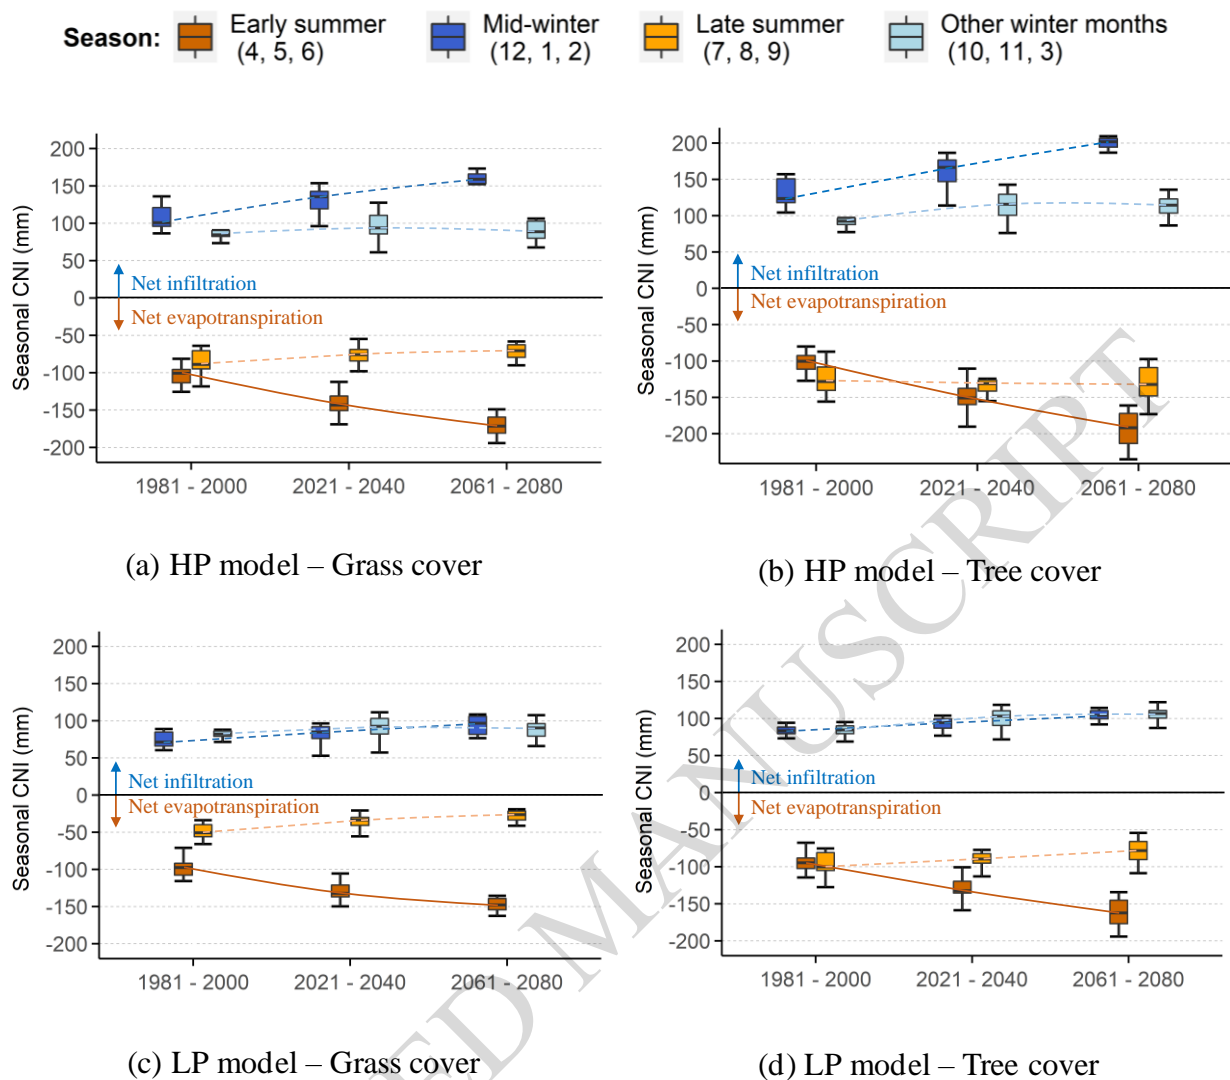 Season:
Early summer
(4, 5, 6)
Mid-winter
(12, 1, 2)
Late summer
(7, 8, 9)
Other winter months
(10, 11, 3)
Seasonal CNI (mm)
200
150
100
50
0
-50
-100
-150
-200
Net infiltration
Net evapotranspiration
1981 - 2000
2021 - 2040
2061 - 2080
(a) HP model – Grass cover
Seasonal CNI (mm)
200
150
100
50
0
-50
-100
-150
-200
Net infiltration
Net evapotranspiration
1981 - 2000
2021 - 2040
2061 - 2080
(b) HP model – Tree cover
Seasonal CNI (mm)
200
150
100
50
0
-50
-100
-150
-200
Net infiltration
Net evapotranspiration
1981 - 2000
2021 - 2040
2061 - 2080
(c) LP model – Grass cover
Seasonal CNI (mm)
200
150
100
50
0
-50
-100
-150
-200
Net infiltration
Net evapotranspiration
1981 - 2000
2021 - 2040
2061 - 2080
(d) LP model – Tree cover
ED MANUSCRIPT